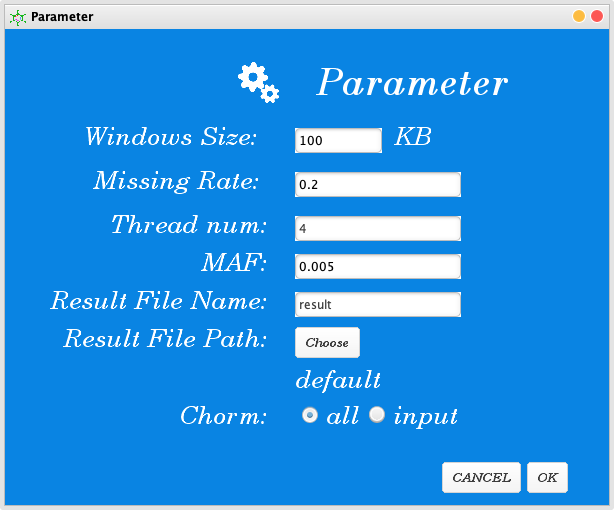 Parameter
Parameter
Windows Size: 100 KB
Missing Rate: 0.2
Thread num: 4
MAF: 0.005
Result File Name: result
Result File Path: Choose
default
Chorm: all input
CANCEL OK